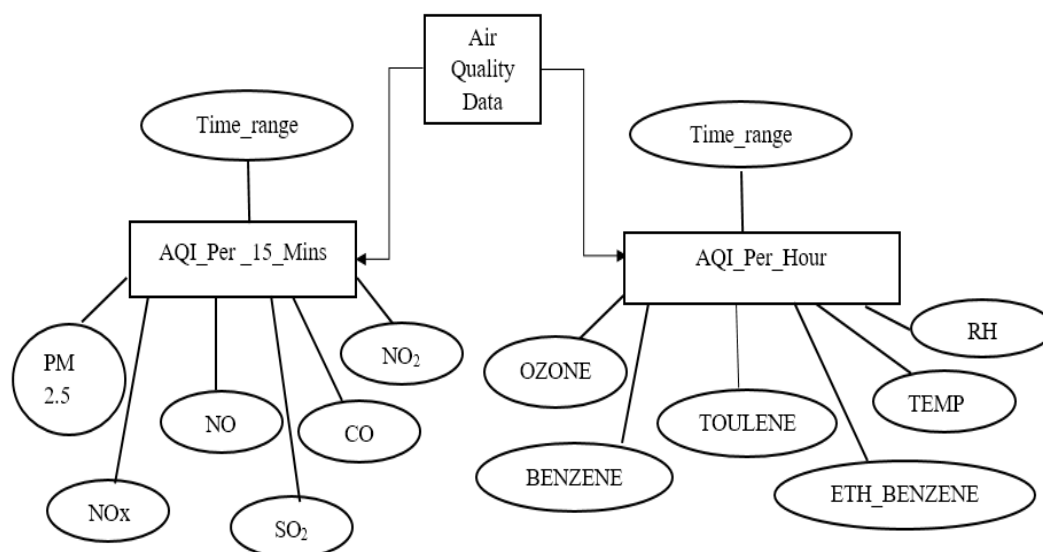 Air
Quality
Data
Time_range
Time_range
AQI_Per _15_Mins
AQI_Per_Hour
PM
2.5
NOx
NO
SO₂
CO
NO₂
OZONE
BENZENE
TOULENE
ETH_BENZENE
TEMP
RH